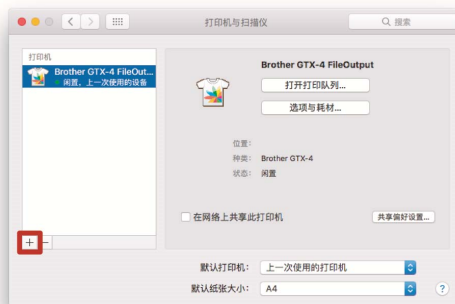 打印机与扫描仪
搜索
打印机
Brother GTX-4 FileOut...
闲置，上一次使用的设备
Brother GTX-4 FileOutput
打开打印队列...
选项与耗材...
位置：
种类： Brother GTX-4
状态： 闲置
在网络上共享此打印机
共享偏好设置...
+ −
默认打印机： 上一次使用的打印机
默认纸张大小： A4
?